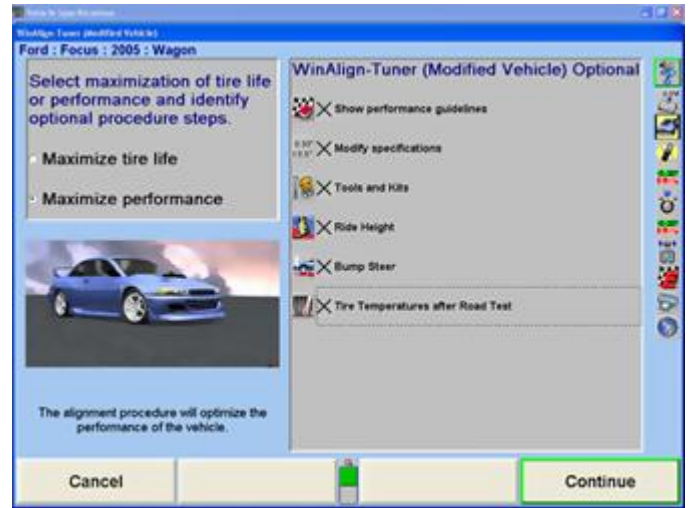 WinAlign-Tuner (Modified Vehicle)
Ford : Focus : 2005 : Wagon
Select maximization of tire life
or performance and identify
optional procedure steps.
Maximize tire life
Maximize performance
The alignment procedure will optimize the
performance of the vehicle.
WinAlign-Tuner (Modified Vehicle) Optional
Show performance guidelines
Modify specifications
Tools and Kits
Ride Height
Bump Steer
Tire Temperatures after Road Test
Cancel
Continue